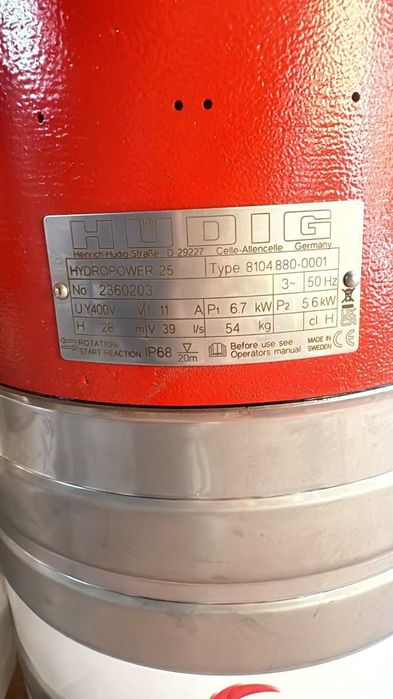 HÜDIG
Heinrich-Hüdig-Straße D-29227 Celle-Altencelle Germany
HYDROPOWER 25 Type 8104880-0001
No 2360203 3~ 50 Hz
U Y400V I 11 A P1 6.7 kW P2 5.6 kW
H 28 m V 39 l/s 54 kg cl H
ROTATION
START REACTION IP68 20m Before use see Operators manual MADE IN SWEDEN CE